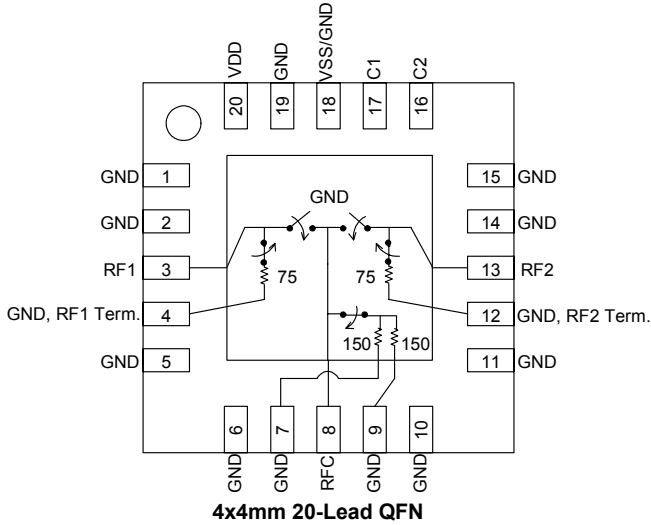 VDD
GND
VSS/GND
C1
C2
20
19
18
17
16
GND 1
15 GND
GND 2
14 GND
GND
RF1 3
13 RF2
75
75
GND, RF1 Term. 4
12 GND, RF2 Term.
150
150
GND 5
11 GND
6
7
8
9
10
GND
GND
RFC
GND
GND
4x4mm 20-Lead QFN